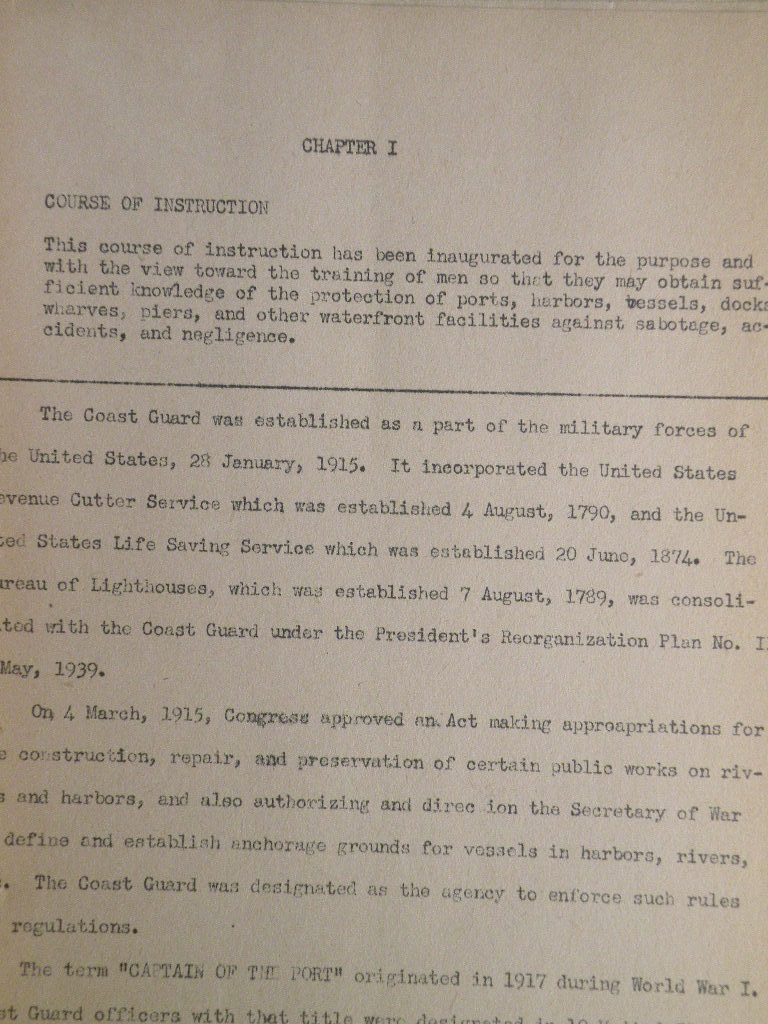 CHAPTER I
COURSE OF INSTRUCTION
This course of instruction has been inaugurated for the purpose and
with the view toward the training of men so that they may obtain suf-
ficient knowledge of the protection of ports, harbors, vessels, docks
wharves, piers, and other waterfront facilities against sabotage, ac-
cidents, and negligence.
The Coast Guard was established as a part of the military forces of
he United States, 28 January, 1915. It incorporated the United States
evenue Cutter Service which was established 4 August, 1790, and the Un-
ted States Life Saving Service which was established 20 June, 1874. The
ureau of Lighthouses, which was established 7 August, 1789, was consoli-
ted with the Coast Guard under the President's Reorganization Plan No. I
May, 1939.
On 4 March, 1915, Congress approved an Act making approapriations for
e construction, repair, and preservation of certain public works on riv-
s and harbors, and also authorizing and direc ion the Secretary of War
define and establish anchorage grounds for vessels in harbors, rivers,
. The Coast Guard was designated as the agency to enforce such rules
regulations.
The term "CAPTAIN OF THE PORT" originated in 1917 during World War I.
st Guard officers with that title were designated in